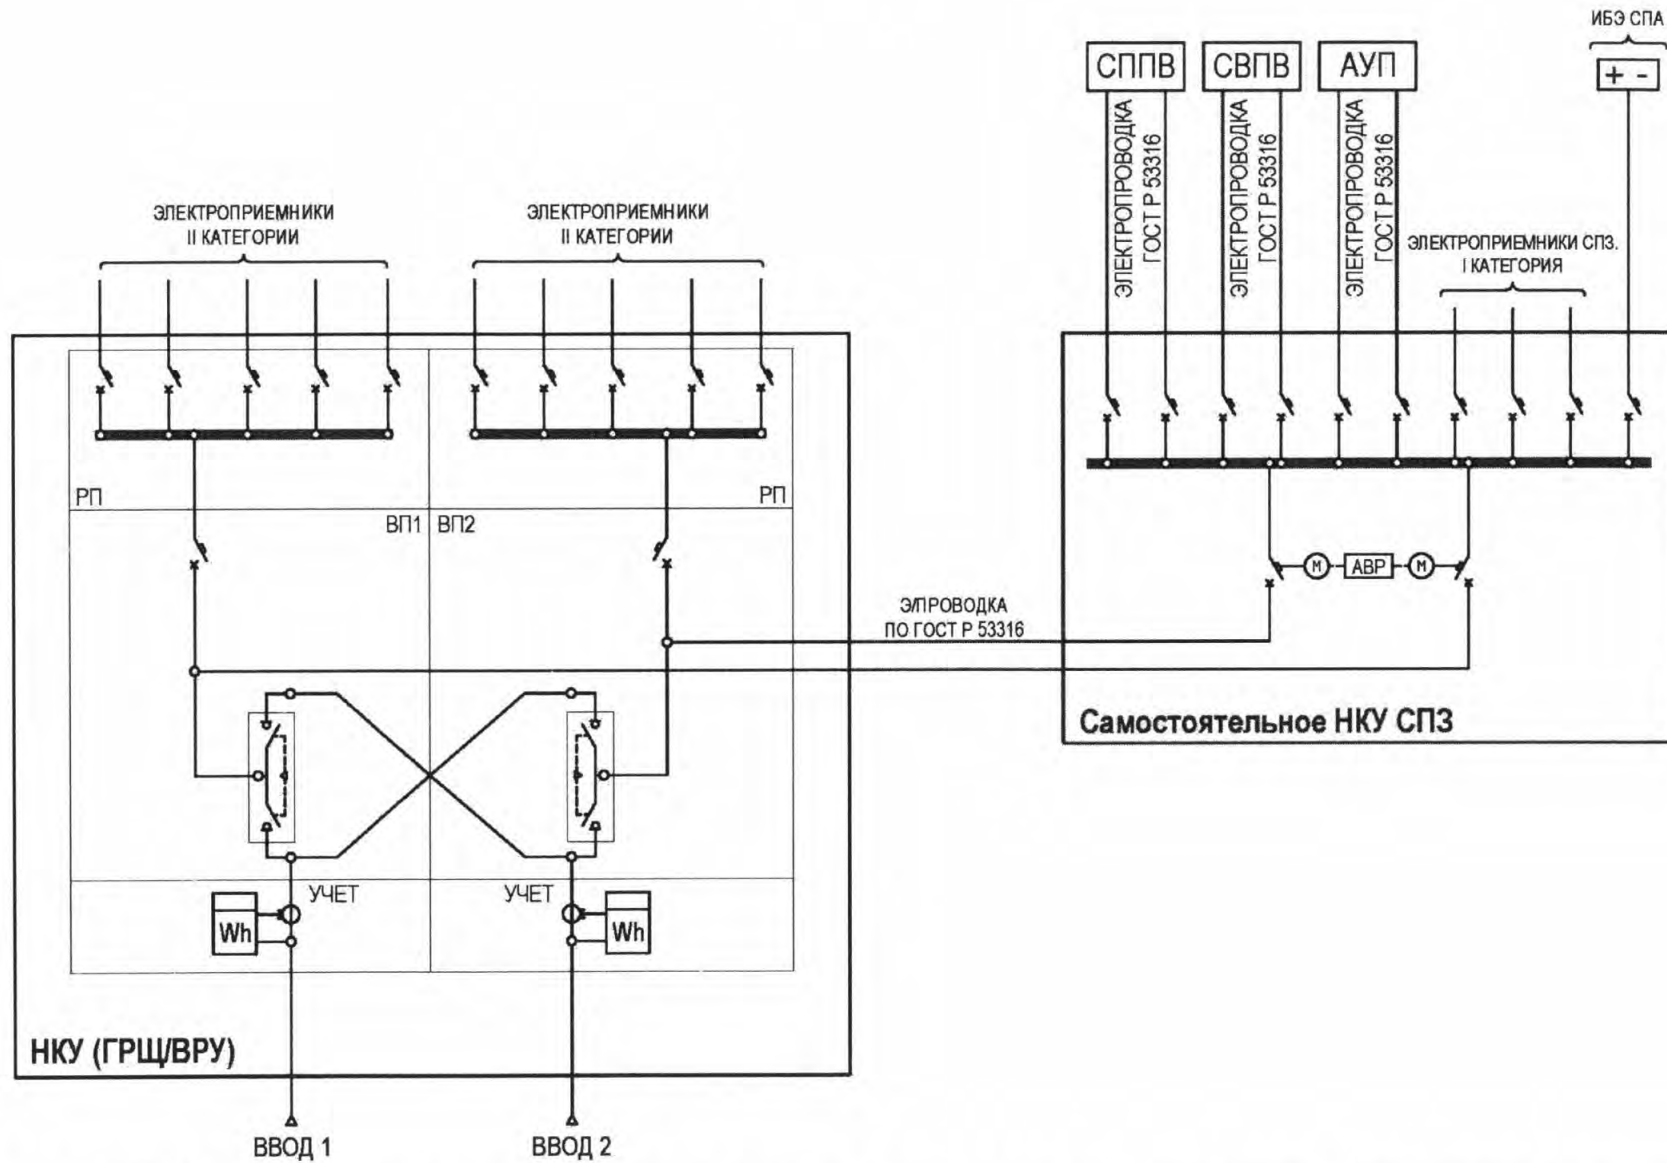 ИБЭ СПА
+ -
СППВ
СВПВ
АУП
ЭЛЕКТРОПРОВОДКА
ГОСТ Р 53316
ЭЛЕКТРОПРОВОДКА
ГОСТ Р 53316
ЭЛЕКТРОПРОВОДКА
ГОСТ Р 53316
ЭЛЕКТРОПРИЕМНИКИ
II КАТЕГОРИИ
ЭЛЕКТРОПРИЕМНИКИ
II КАТЕГОРИИ
ЭЛЕКТРОПРИЕМНИКИ СПЗ.
I КАТЕГОРИЯ
РП
РП
ВП1
ВП2
М
АВР
М
Э/ПРОВОДКА
ПО ГОСТ Р 53316
Самостоятельное НКУ СПЗ
УЧЕТ
УЧЕТ
Wh
Wh
НКУ (ГРЩ/ВРУ)
ВВОД 1
ВВОД 2